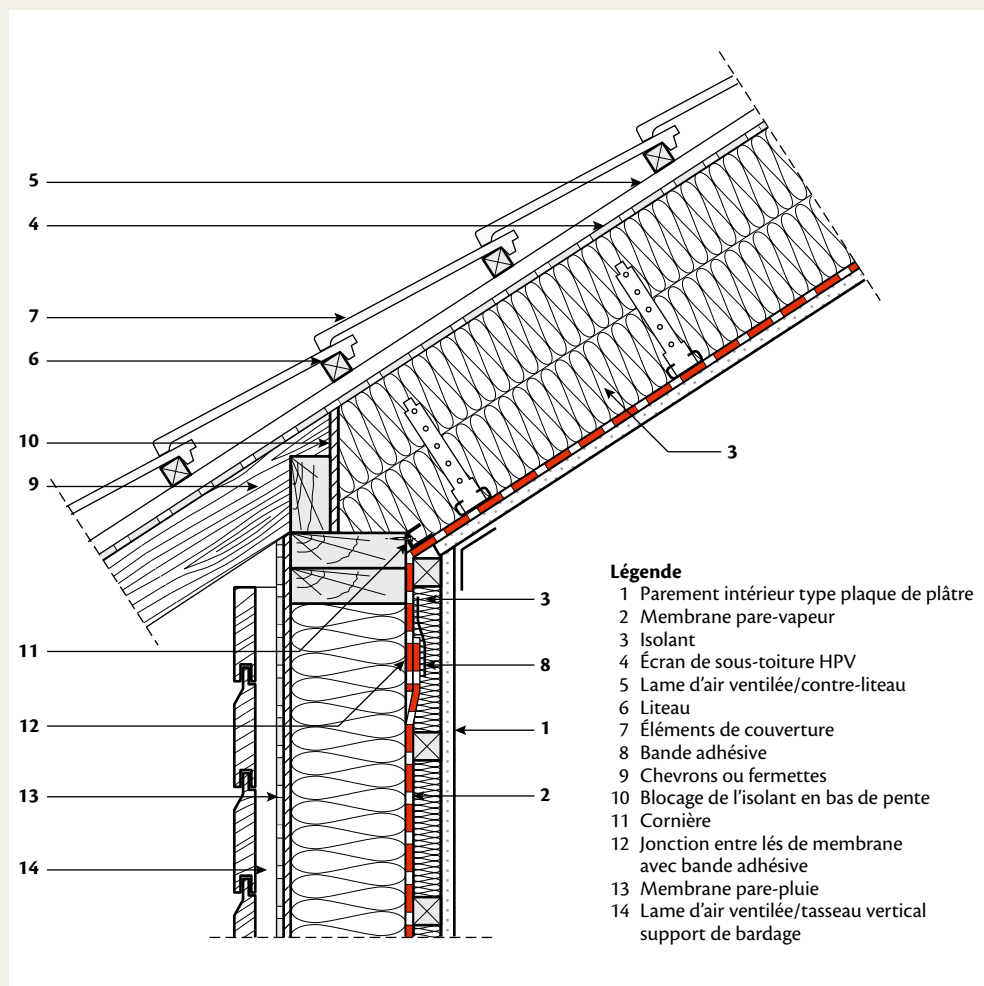 5
4
7
6
10
9
3
3
11
8
12
1
13
2
14
Légende
1 Parement intérieur type plaque de plâtre
2 Membrane pare-vapeur
3 Isolant
4 Écran de sous-toiture HPV
5 Lame d’air ventilée/contre-liteau
6 Liteau
7 Éléments de couverture
8 Bande adhésive
9 Chevrons ou fermettes
10 Blocage de l’isolant en bas de pente
11 Cornière
12 Jonction entre lés de membrane
avec bande adhésive
13 Membrane pare-pluie
14 Lame d’air ventilée/tasseau vertical
support de bardage